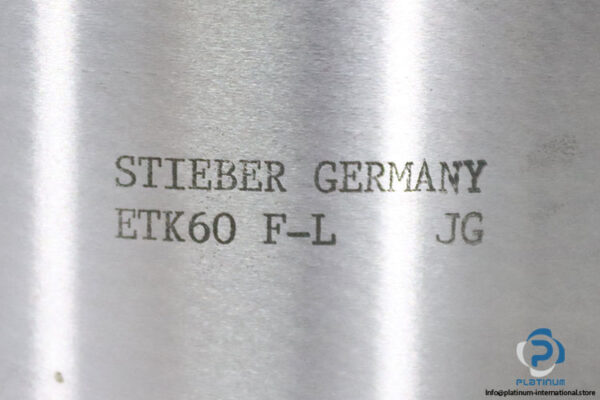 STIEBER GERMANY
ETK60 F-L JG
PLATINUM
Info@platinum-international.store